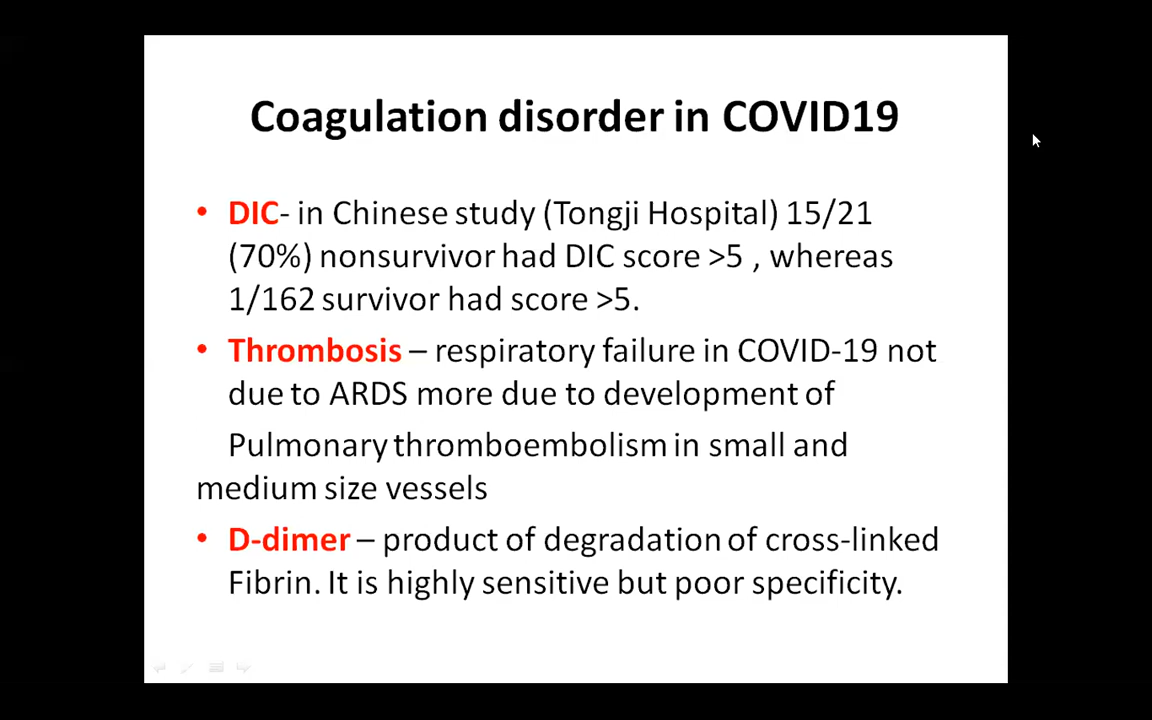 Coagulation disorder in COVID19
• DIC- in Chinese study (Tongji Hospital) 15/21
(70%) nonsurvivor had DIC score >5 , whereas
1/162 survivor had score >5.
• Thrombosis – respiratory failure in COVID-19 not
due to ARDS more due to development of
Pulmonary thromboembolism in small and
medium size vessels
• D-dimer – product of degradation of cross-linked
Fibrin. It is highly sensitive but poor specificity.